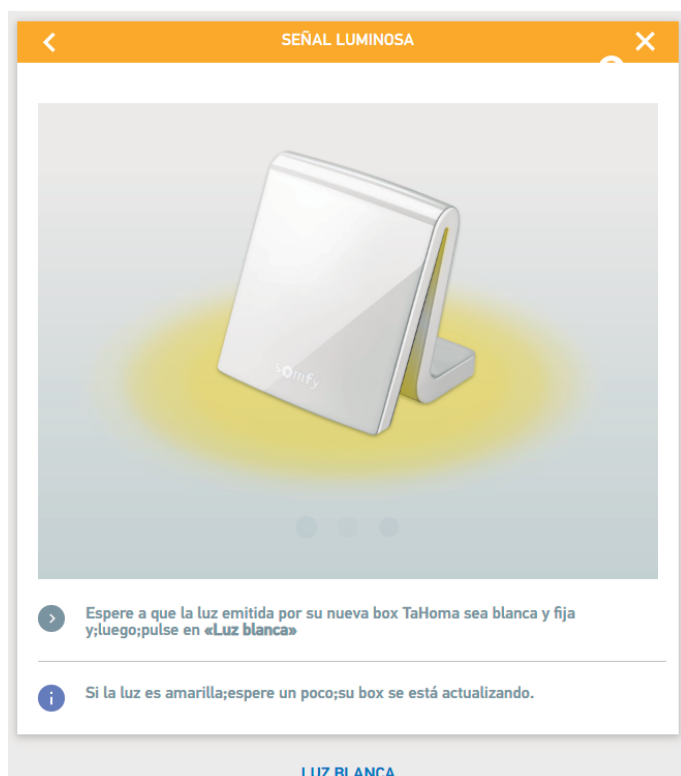 SEÑAL LUMINOSA
somfy
Espere a que la luz emitida por su nueva box TaHoma sea blanca y fija
y;luego;pulse en «Luz blanca»
Si la luz es amarilla;espere un poco;su box se está actualizando.
LUZ BLANCA